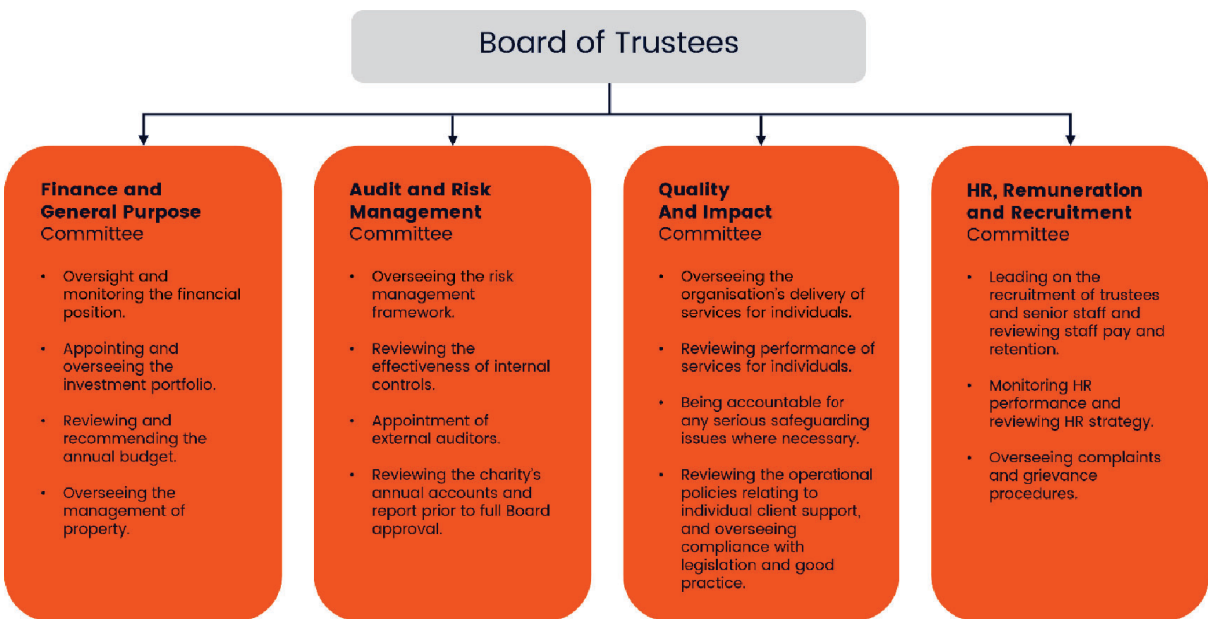 Board of Trustees
Finance and
General Purpose
Committee
• Oversight and
monitoring the financial
position.
• Appointing and
overseeing the
investment portfolio.
• Reviewing and
recommending the
annual budget.
• Overseeing the
management of
property.
Audit and Risk
Management
Committee
• Overseeing the risk
management
framework.
• Reviewing the
effectiveness of internal
controls.
• Appointment of
external auditors.
• Reviewing the charity's
annual accounts and
report prior to full Board
approval.
Quality
And Impact
Committee
• Overseeing the
organisation's delivery of
services for individuals.
• Reviewing performance of
services for individuals.
• Being accountable for
any serious safeguarding
issues where necessary.
• Reviewing the operational
policies relating to
individual client support,
and overseeing
compliance with
legislation and good
practice.
HR, Remuneration
and Recruitment
Committee
• Leading on the
recruitment of trustees
and senior staff and
reviewing staff pay and
retention.
• Monitoring HR
performance and
reviewing HR strategy.
• Overseeing complaints
and grievance
procedures.